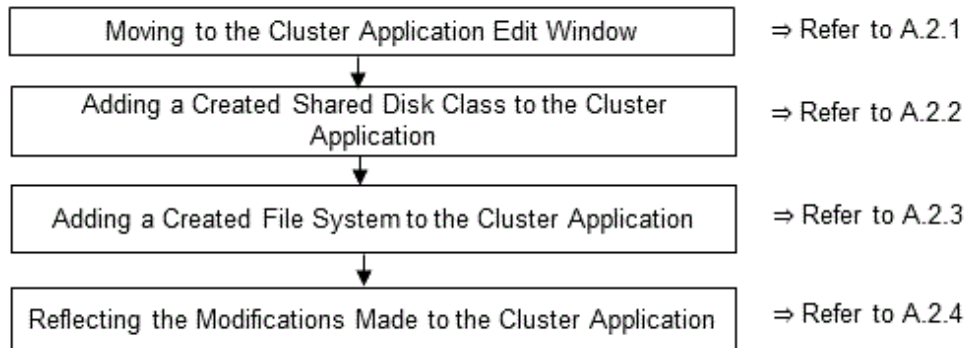 Moving to the Cluster Application Edit Window ⇒ Refer to A.2.1
Adding a Created Shared Disk Class to the Cluster
Application ⇒ Refer to A.2.2
Adding a Created File System to the Cluster Application ⇒ Refer to A.2.3
Reflecting the Modifications Made to the Cluster Application ⇒ Refer to A.2.4